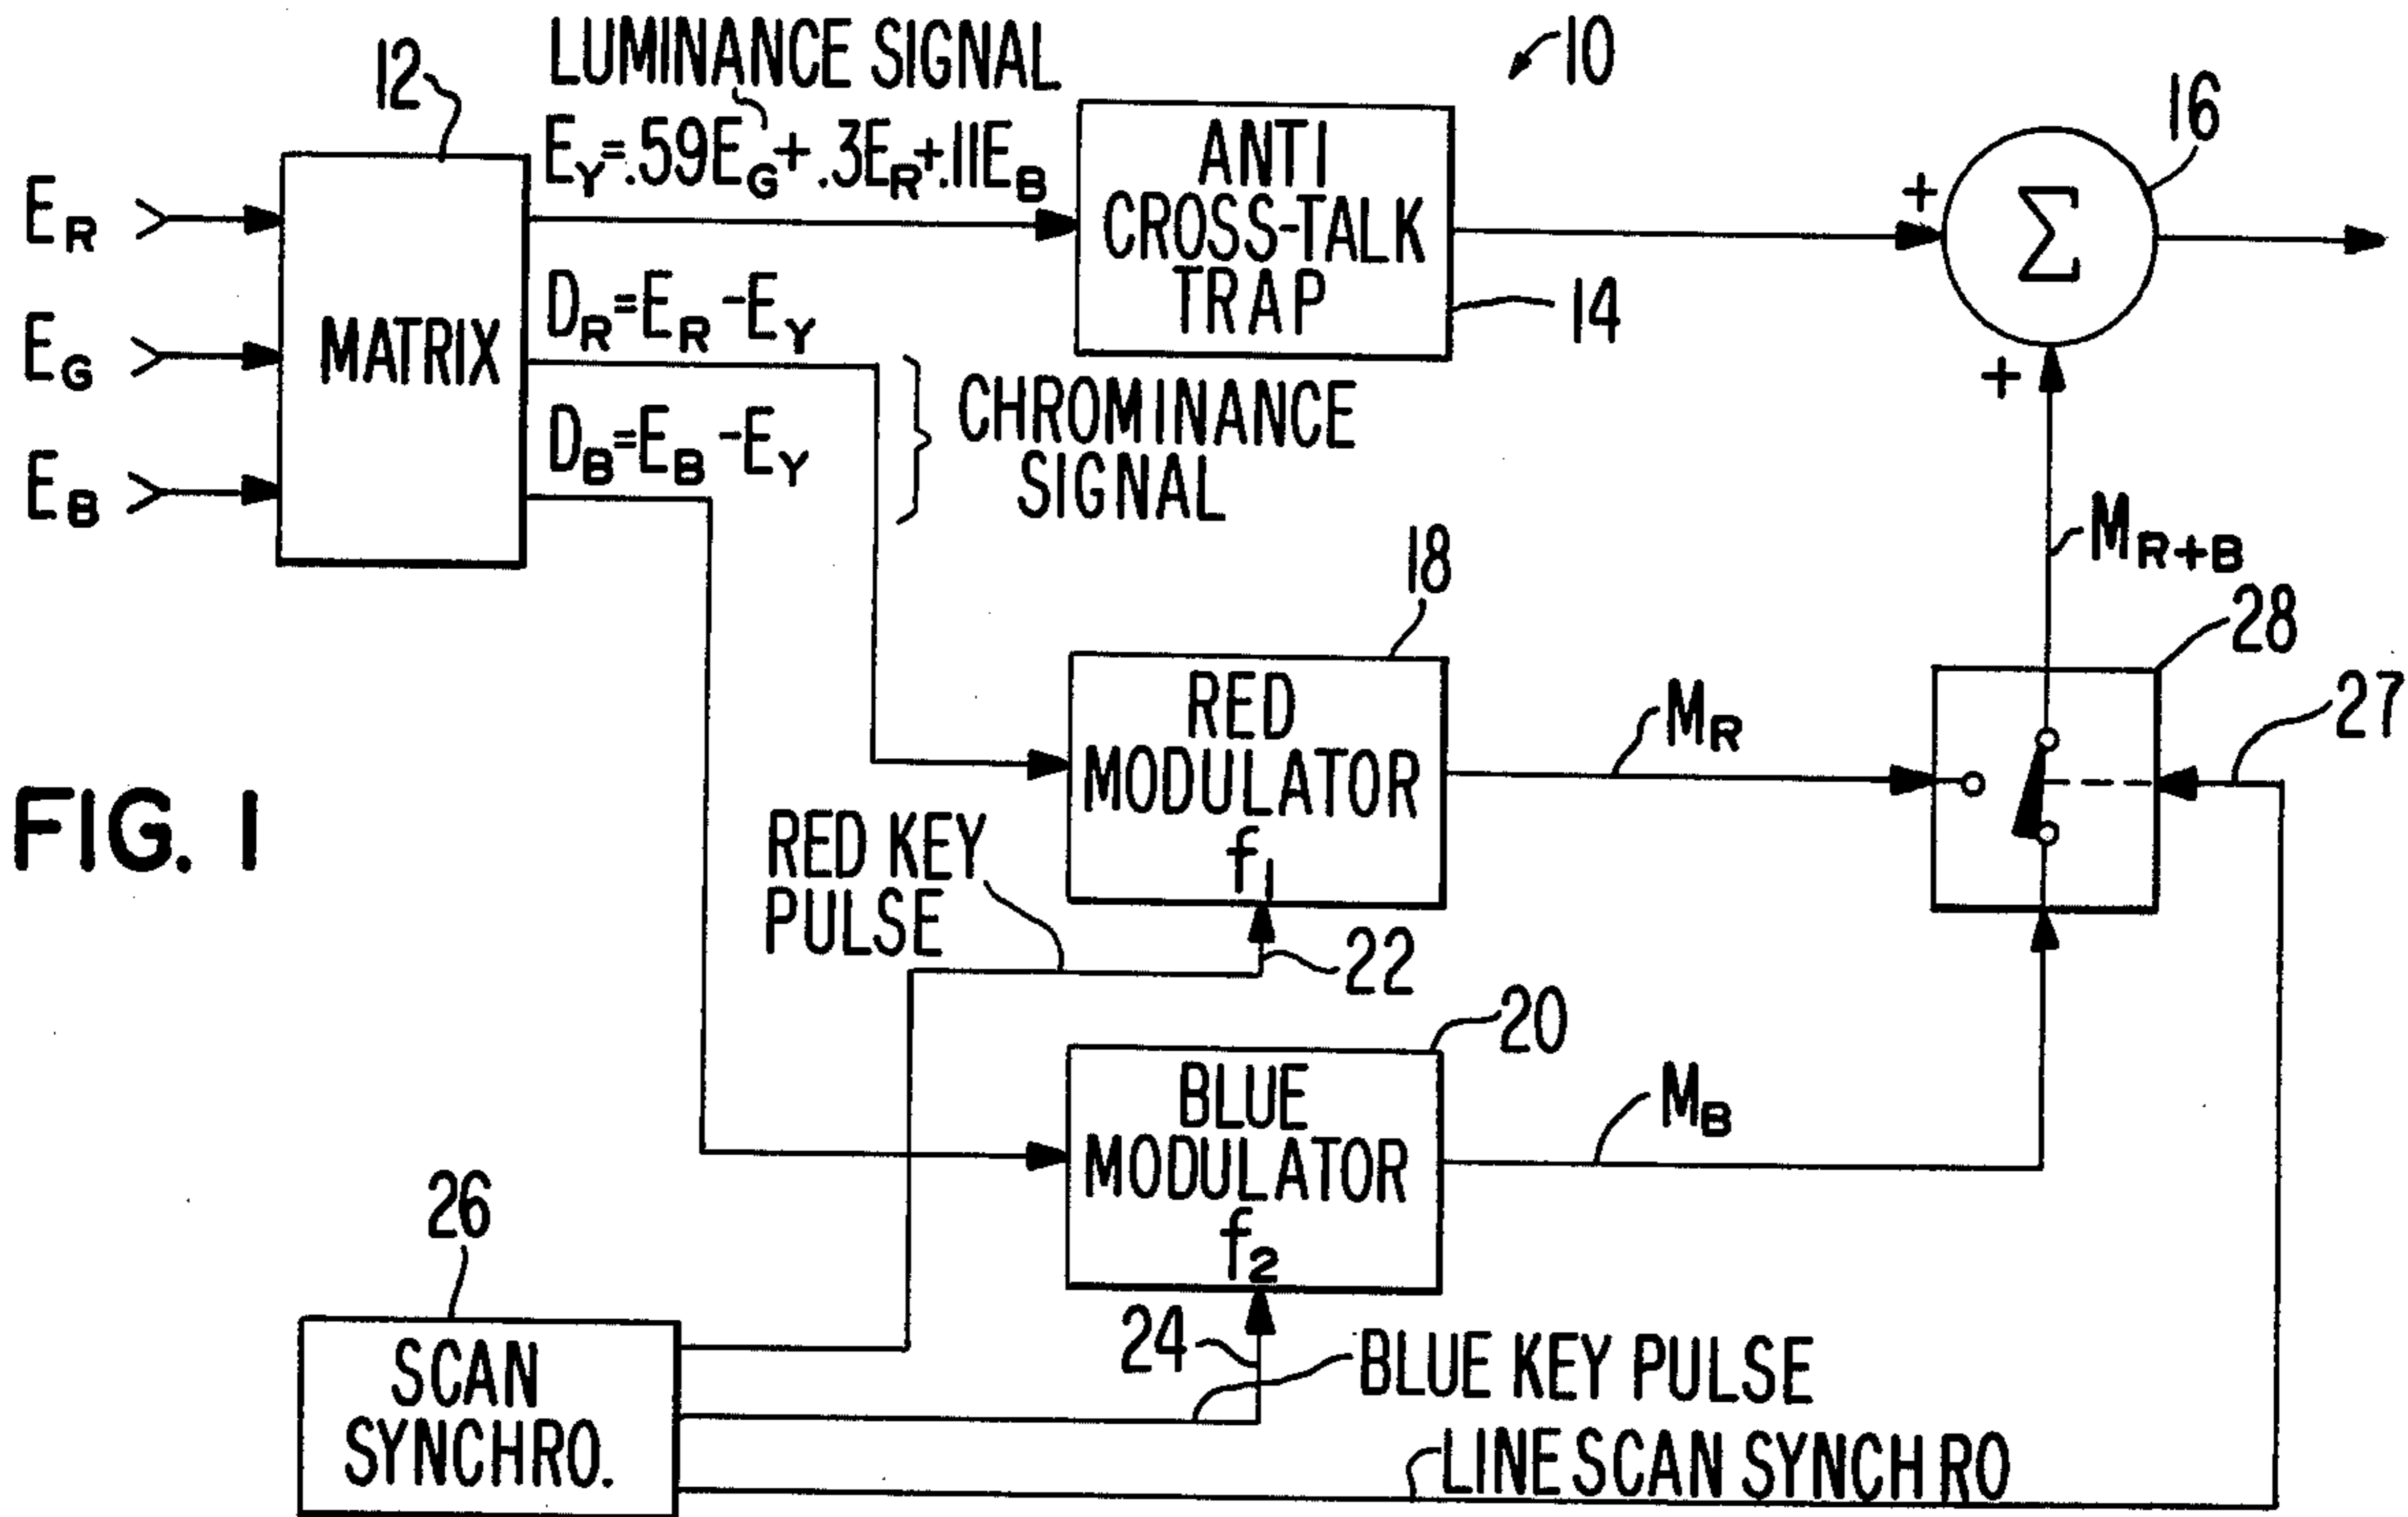 LUMINANCE SIGNAL
10
12
16
E_Y=.59E_G+.3E_R+.11E_B
ANTI
CROSS-TALK
TRAP
+
Σ
E_R
E_G
E_B
MATRIX
D_R=E_R-E_Y
14
D_B=E_B-E_Y
CHROMINANCE
SIGNAL
+
M_R+B
18
28
27
RED
MODULATOR
f_1
M_R
FIG. 1
RED KEY
PULSE
22
20
BLUE
MODULATOR
f_2
M_B
26
24
SCAN
SYNCHRO.
BLUE KEY PULSE
LINE SCAN SYNCHRO